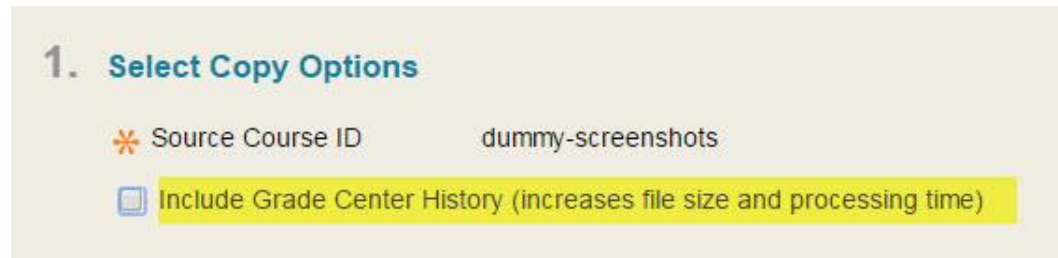 1. Select Copy Options
Source Course ID dummy-screenshots
Include Grade Center History (increases file size and processing time)